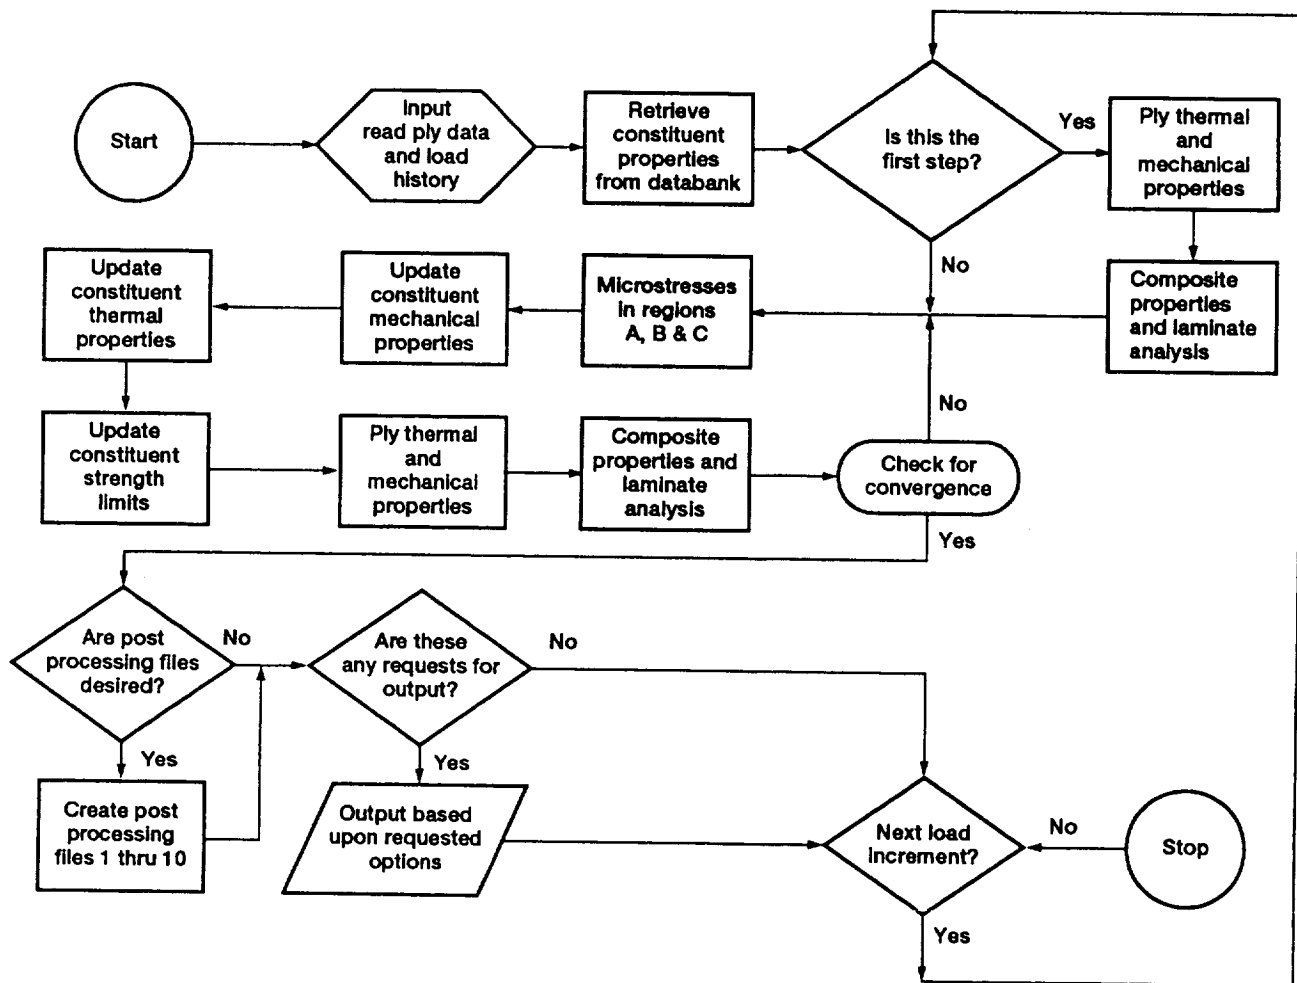 Start
Input
read ply data
and load
history
Retrieve
constituent
properties
from databank
Is this the
first step?
Yes
Ply thermal
and
mechanical
properties
No
Composite
properties
and laminate
analysis
Microstresses
in regions
A, B & C
Update
constituent
mechanical
properties
Update
constituent
thermal
properties
Update
constituent
strength
limits
Ply thermal
and
mechanical
properties
Composite
properties and
laminate
analysis
Check for
convergence
No
Yes
Are post
processing files
desired?
No
Yes
Create post
processing
files 1 thru 10
Are these
any requests for
output?
No
Yes
Output based
upon requested
options
Next load
increment?
No
Stop
Yes